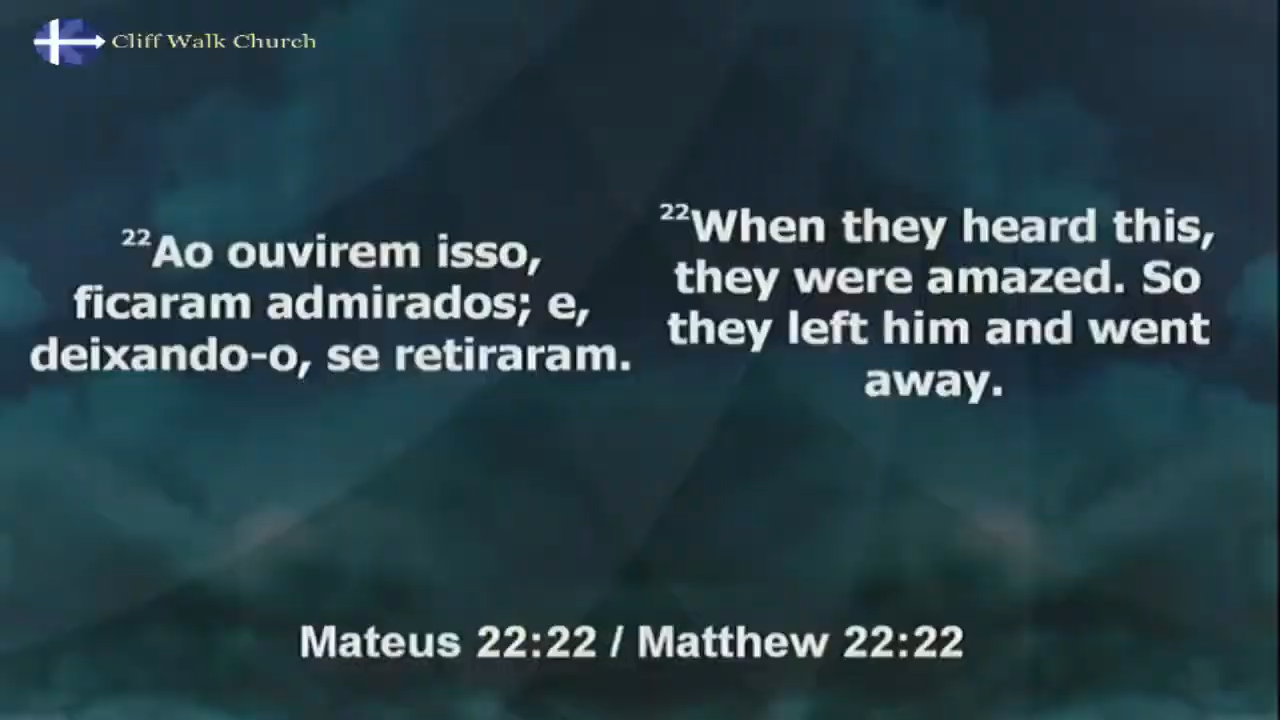 Cliff Walk Church
²²Ao ouvirem isso,
ficaram admirados; e,
deixando-o, se retiraram.
²²When they heard this,
they were amazed. So
they left him and went
away.
Mateus 22:22 / Matthew 22:22